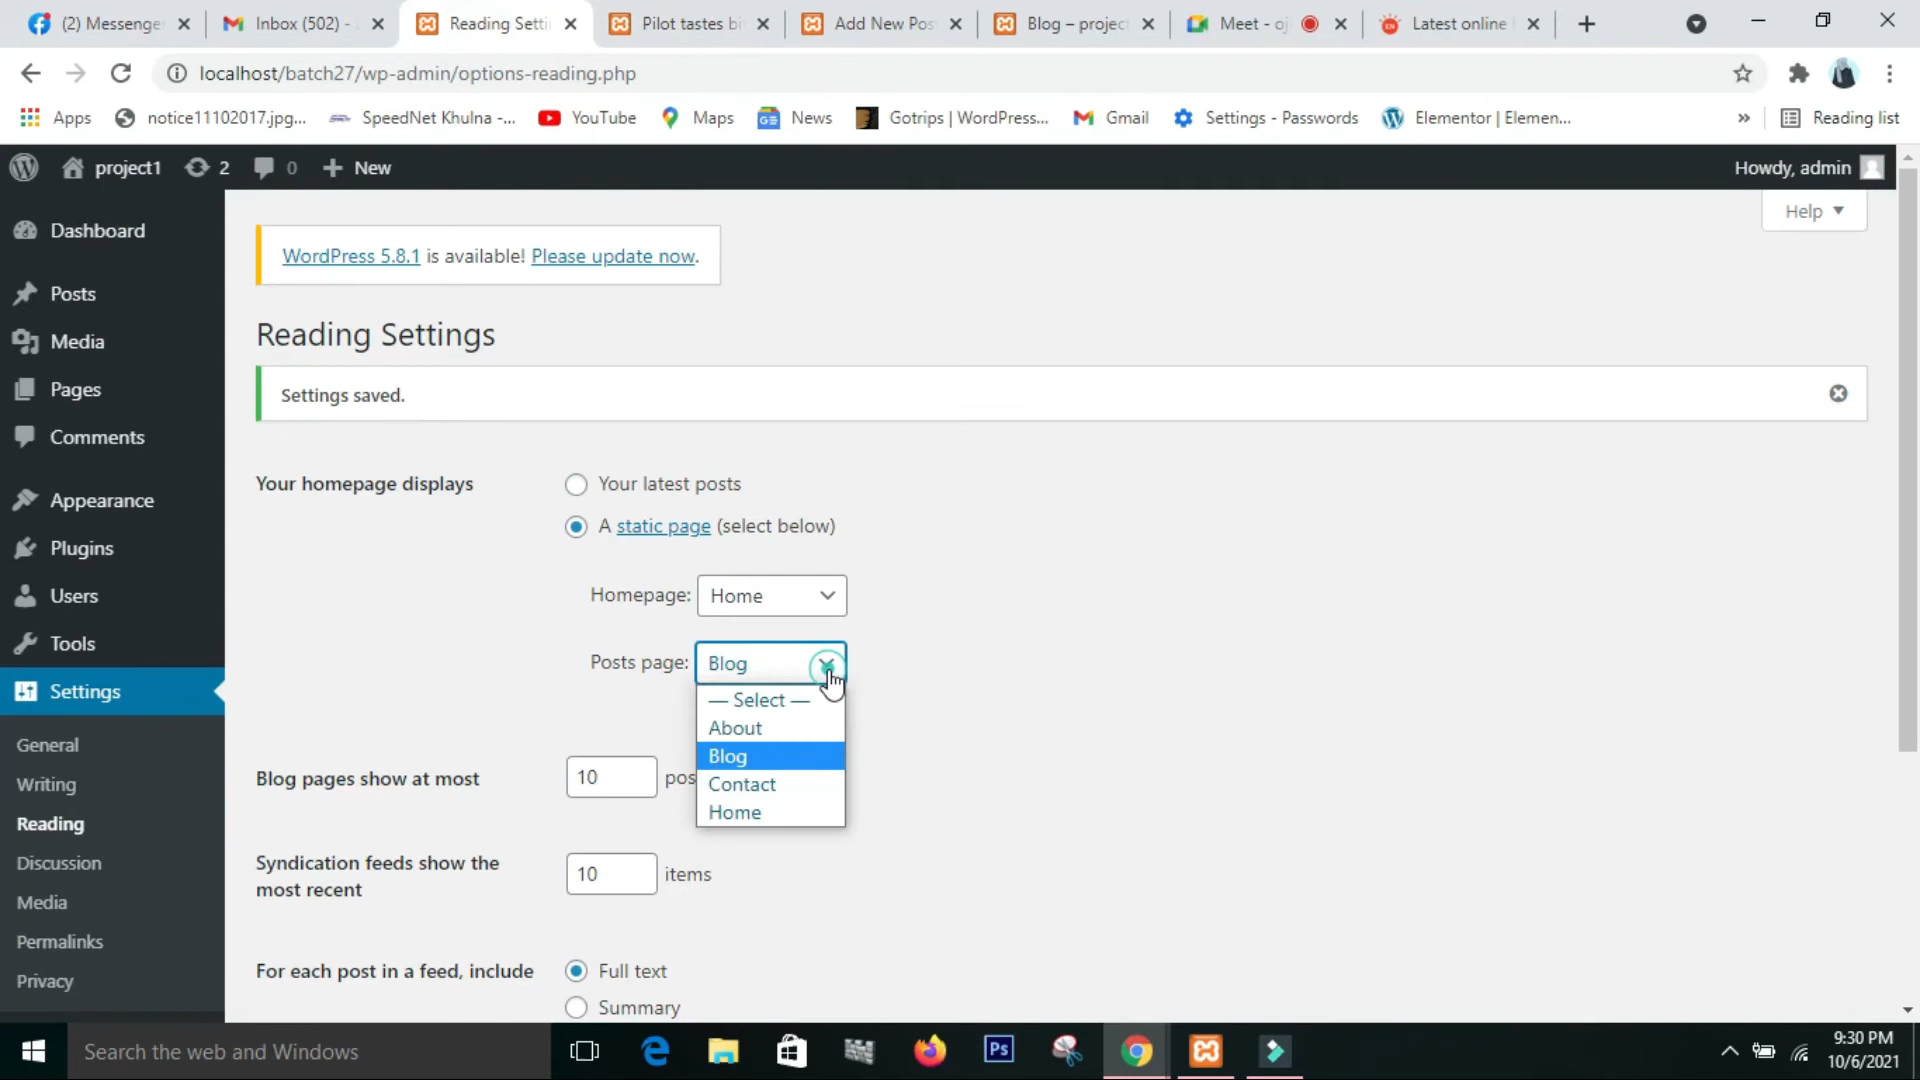 (2) Messenge
Inbox (502) -
Reading Setti
Pilot tastes bi
Add New Pos
Blog – projec
Meet - oj
Latest online
localhost/batch27/wp-admin/options-reading.php
Apps
notice11102017.jpg...
SpeedNet Khulna -...
YouTube
Maps
News
Gotrips | WordPress...
Gmail
Settings - Passwords
Elementor | Elemen...
»
Reading list
project1
2
0
New
Howdy, admin
Help
Dashboard
Posts
Media
Pages
Comments
Appearance
Plugins
Users
Tools
Settings
General
Writing
Reading
Discussion
Media
Permalinks
Privacy
WordPress 5.8.1 is available! Please update now.
Reading Settings
Settings saved.
Your homepage displays
Your latest posts
A static page (select below)
Homepage: Home
Posts page: Blog
— Select —
About
Blog
Contact
Home
Blog pages show at most
10 pos
Syndication feeds show the
most recent
10 items
For each post in a feed, include
Full text
Summary
Search the web and Windows
Ps
9:30 PM
10/6/2021